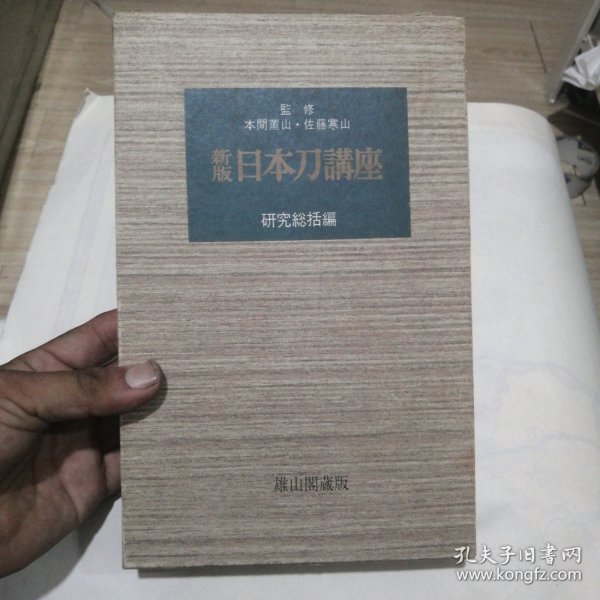 監修
本間薫山・佐藤寒山
新版 日本刀講座
研究総括編
雄山閣蔵版
孔夫子旧书网
www.kongfz.com